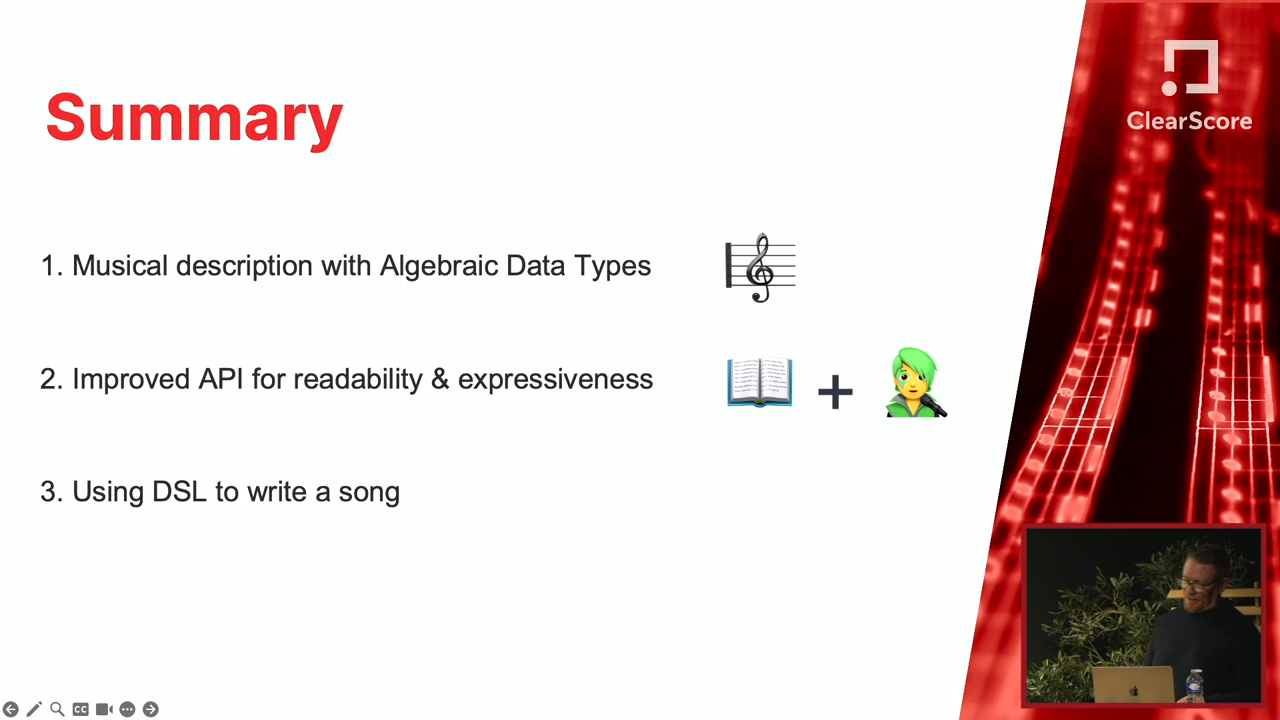 Summary
ClearScore
1. Musical description with Algebraic Data Types
2. Improved API for readability & expressiveness
+
3. Using DSL to write a song
CC